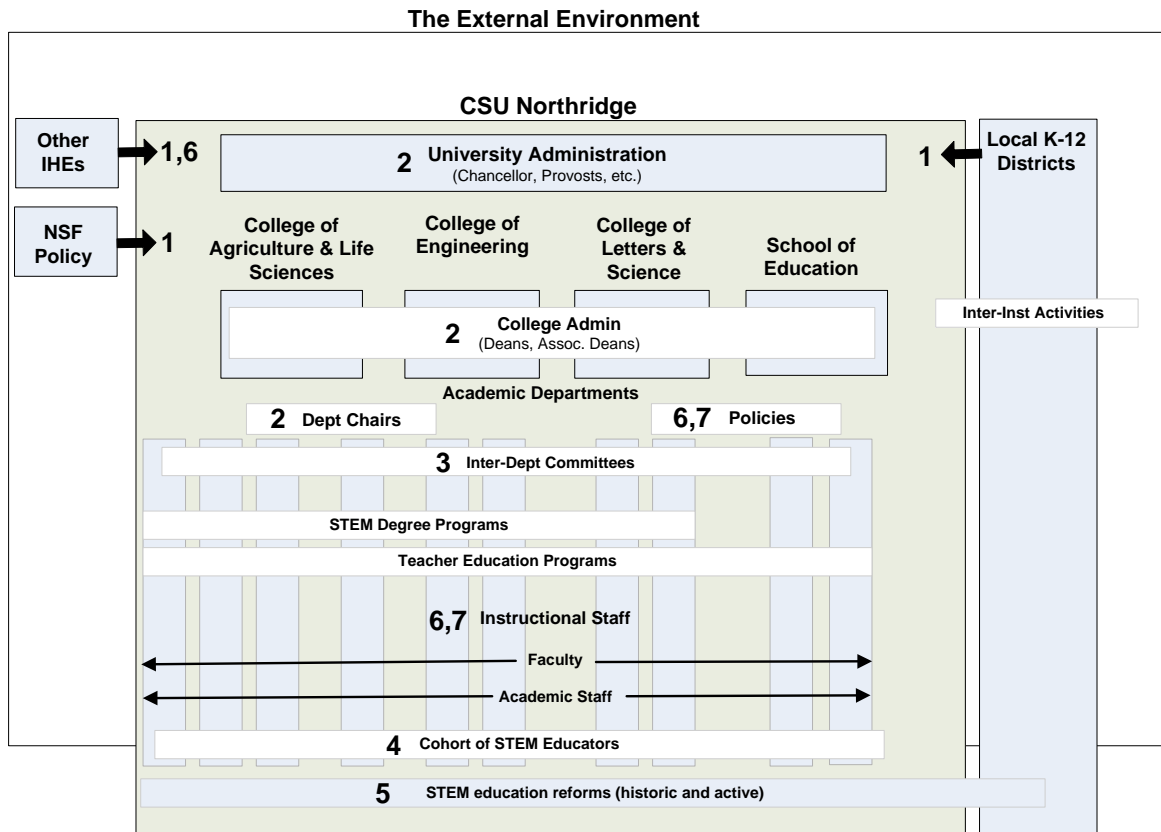 The External Environment
CSU Northridge
Other
IHEs
1,6
2 University Administration
(Chancellor, Provosts, etc.)
1
Local K-12
Districts
NSF
Policy
1
College of
Agriculture & Life
Sciences
College of
Engineering
College of
Letters &
Science
School of
Education
Inter-Inst Activities
2 College Admin
(Deans, Assoc. Deans)
Academic Departments
2 Dept Chairs
6,7 Policies
3 Inter-Dept Committees
STEM Degree Programs
Teacher Education Programs
6,7 Instructional Staff
Faculty
Academic Staff
4 Cohort of STEM Educators
5 STEM education reforms (historic and active)